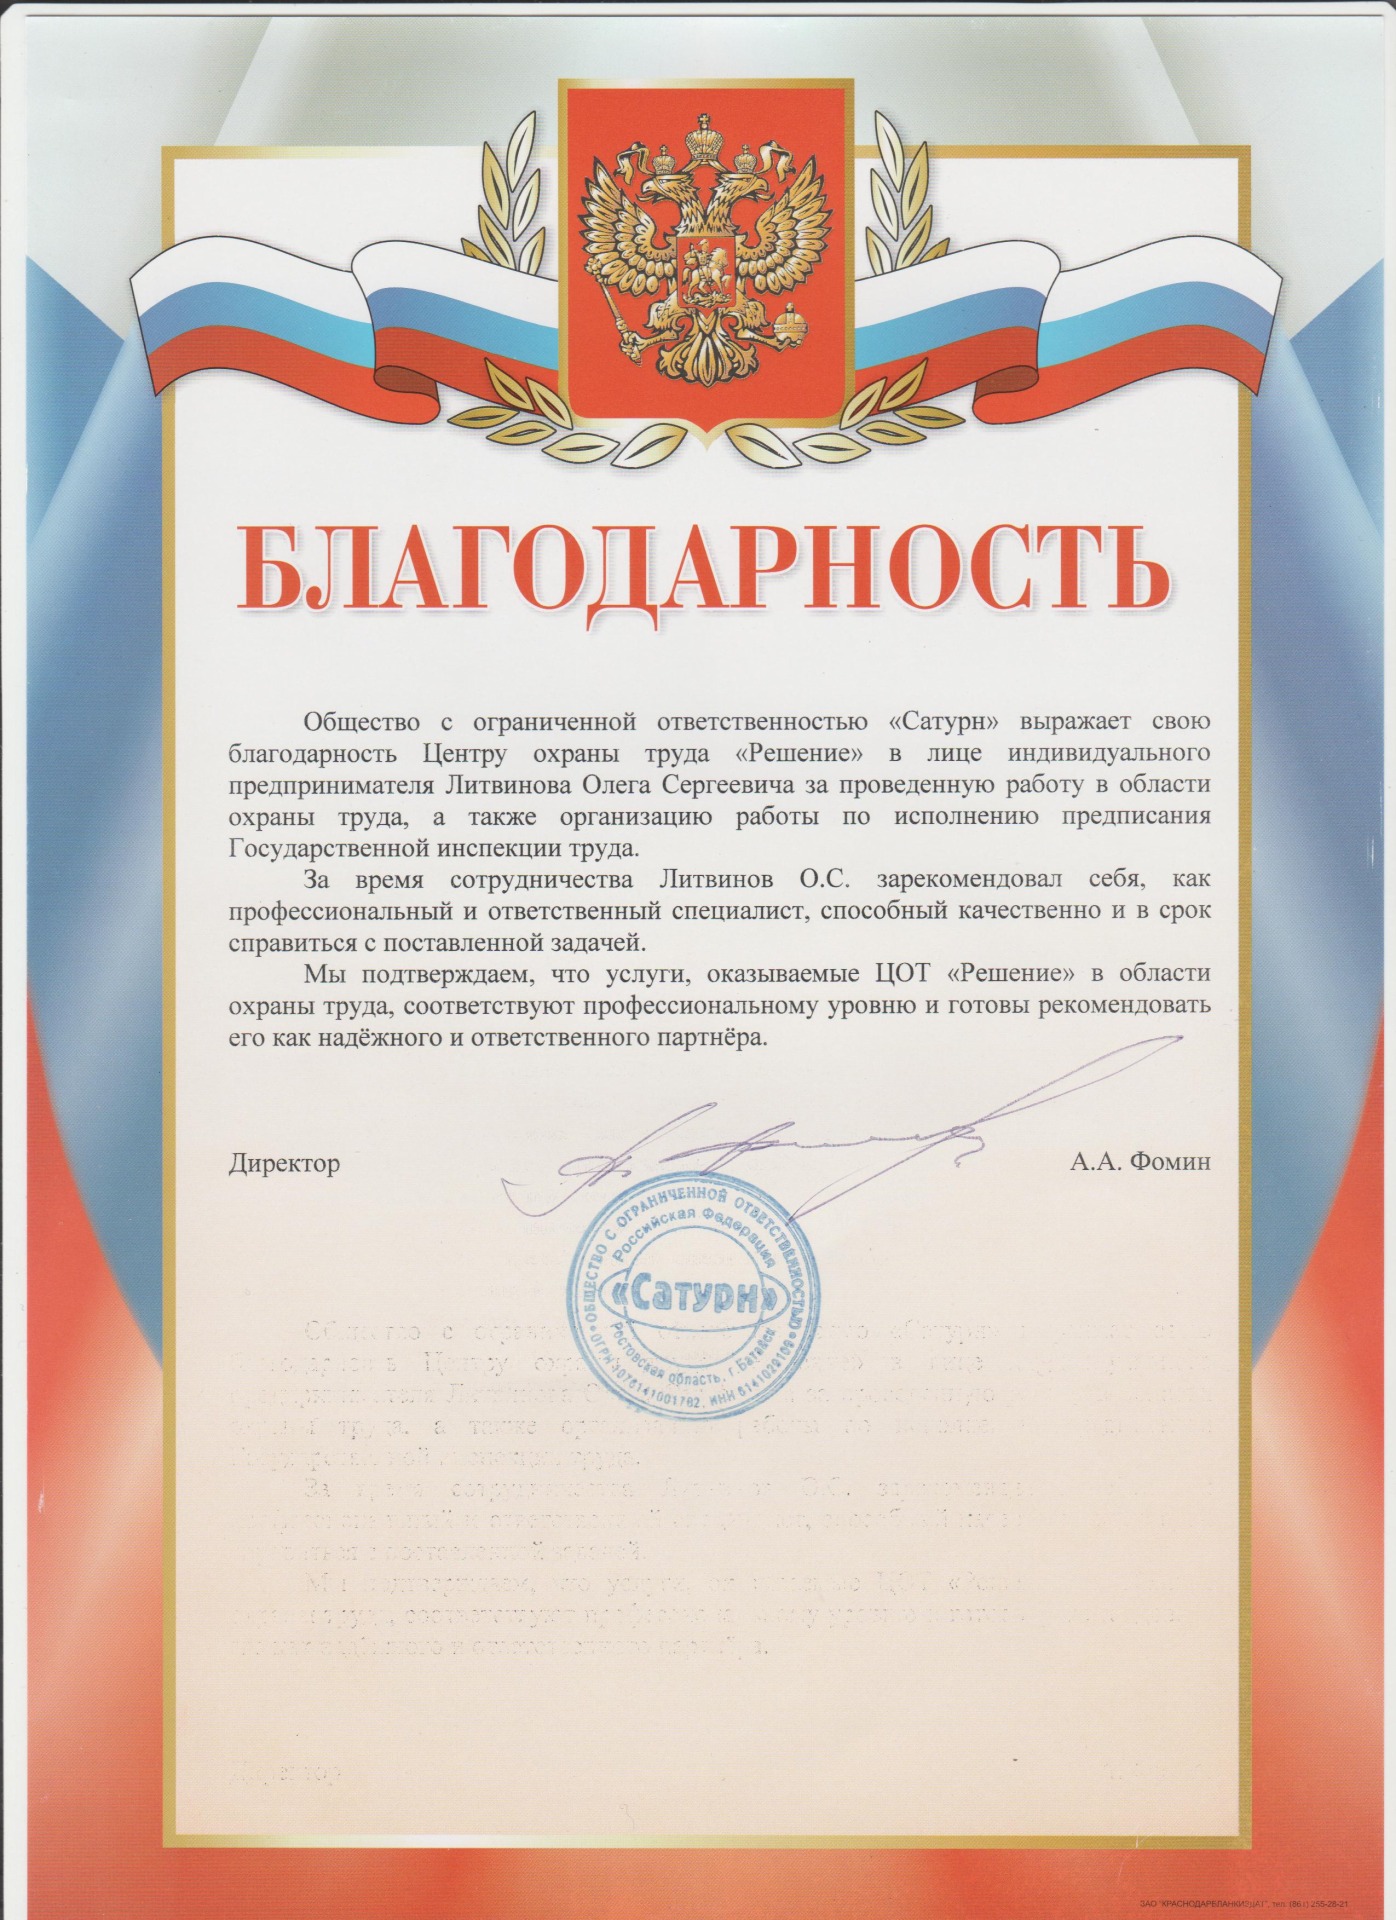 БЛАГОДАРНОСТЬ
Общество с ограниченной ответственностью «Сатурн» выражает свою
благодарность Центру охраны труда «Решение» в лице индивидуального
предпринимателя Литвинова Олега Сергеевича за проведенную работу в области
охраны труда, а также организацию работы по исполнению предписания
Государственной инспекции труда.
За время сотрудничества Литвинов О.С. зарекомендовал себя, как
профессиональный и ответственный специалист, способный качественно и в срок
справиться с поставленной задачей.
Мы подтверждаем, что услуги, оказываемые ЦОТ «Решение» в области
охраны труда, соответствуют профессиональному уровню и готовы рекомендовать
его как надёжного и ответственного партнёра.
Директор А.А. Фомин
ОБЩЕСТВО С ОГРАНИЧЕННОЙ ОТВЕТСТВЕННОСТЬЮ
Российская Федерация
«Сатурн»
Ростовская область, г.Батайск
ОГРН 1076141001782, ИНН 6141029109
ЗАО "КРАСНОДАРБЛАНКИЗДАТ", тел. (861) 255-26-21